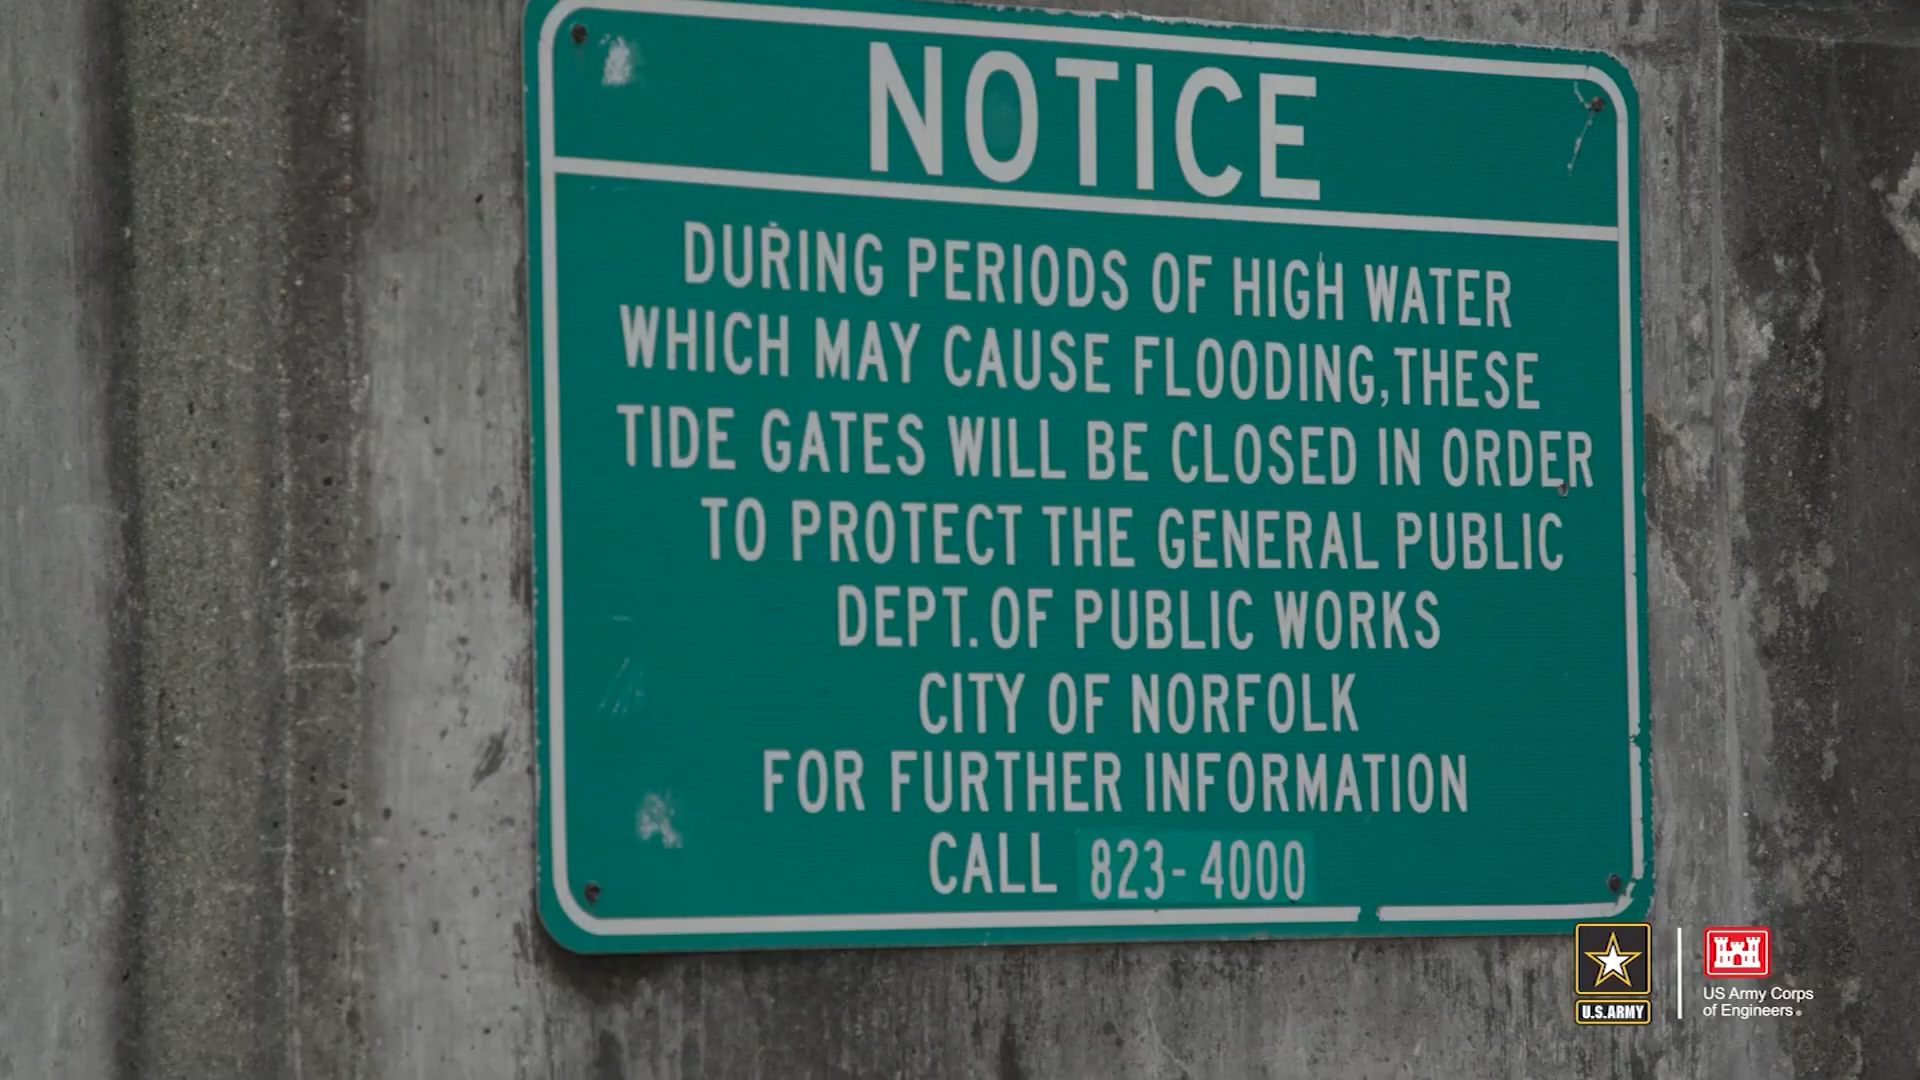 NOTICE
DURING PERIODS OF HIGH WATER
WHICH MAY CAUSE FLOODING, THESE
TIDE GATES WILL BE CLOSED IN ORDER
TO PROTECT THE GENERAL PUBLIC
DEPT. OF PUBLIC WORKS
CITY OF NORFOLK
FOR FURTHER INFORMATION
CALL 823-4000
U.S. ARMY
US Army Corps
of Engineers®